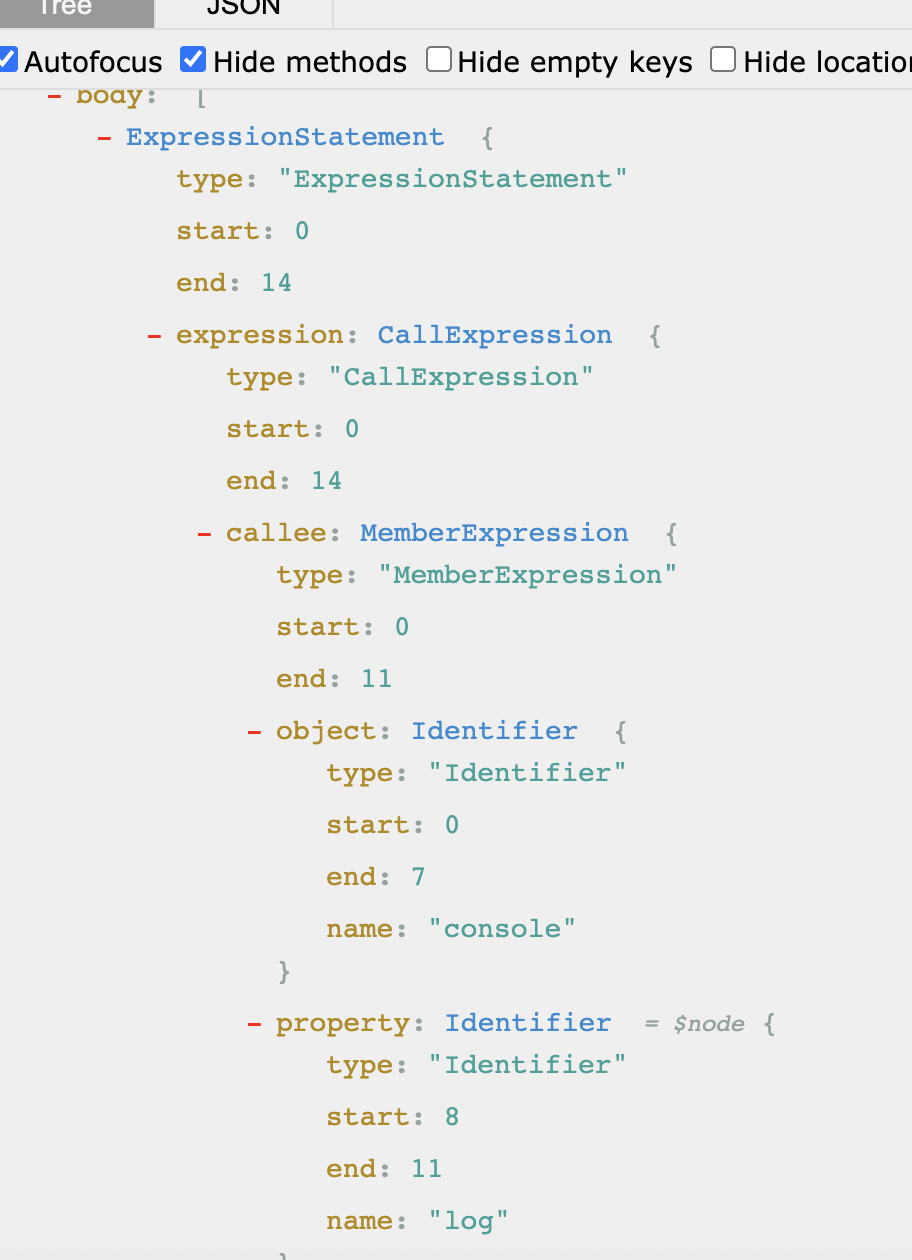 Tree JSON
Autofocus Hide methods Hide empty keys Hide location
- body: [
- ExpressionStatement {
type: "ExpressionStatement"
start: 0
end: 14
- expression: CallExpression {
type: "CallExpression"
start: 0
end: 14
- callee: MemberExpression {
type: "MemberExpression"
start: 0
end: 11
- object: Identifier {
type: "Identifier"
start: 0
end: 7
name: "console"
}
- property: Identifier = $node {
type: "Identifier"
start: 8
end: 11
name: "log"
}